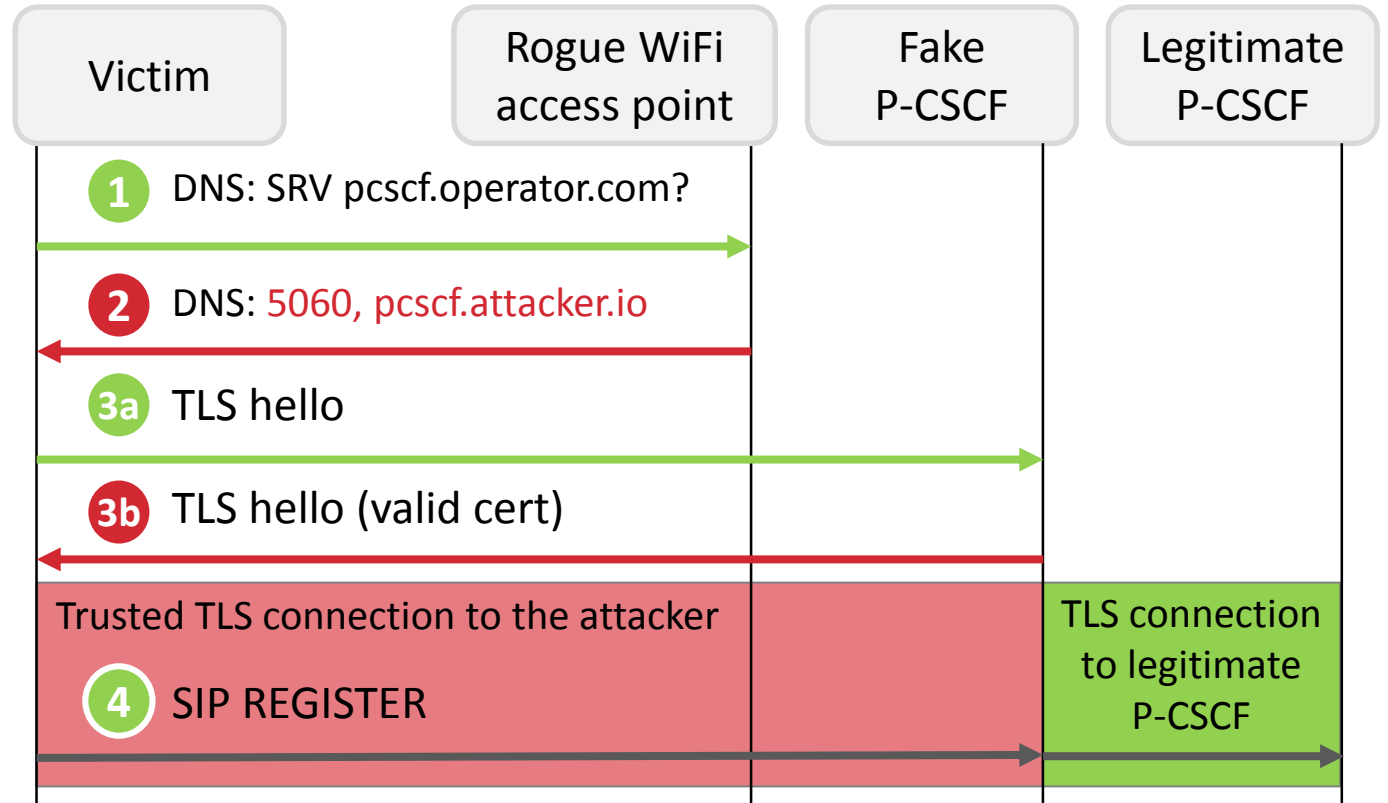 Victim
Rogue WiFi
access point
Fake
P-CSCF
Legitimate
P-CSCF
1 DNS: SRV pcscf.operator.com?
2 DNS: 5060, pcscf.attacker.io
3a TLS hello
3b TLS hello (valid cert)
Trusted TLS connection to the attacker
4 SIP REGISTER
TLS connection
to legitimate
P-CSCF